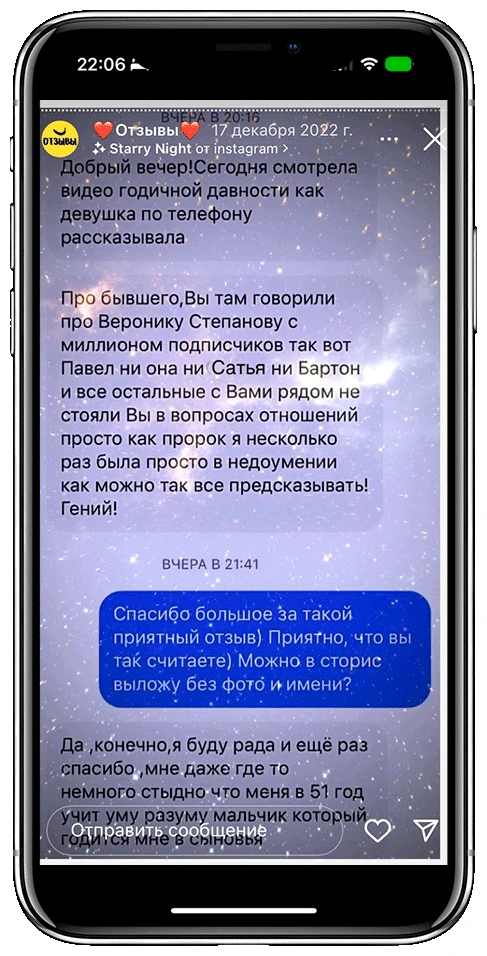 22:06
ВЧЕРА В 20:16
ОТЗЫВЫ
❤️Отзывы❤️ 17 декабря 2022 г.
Starry Night от instagram >
Добрый вечер!Сегодня смотрела
видео годичной давности как
девушка по телефону
рассказывала
Про бывшего,Вы там говорили
про Веронику Степанову с
миллионом подписчиков так вот
Павел ни она ни Сатья ни Бартон
и все остальные с Вами рядом не
стояли Вы в вопросах отношений
просто как пророк я несколько
раз была просто в недоумении
как можно так все предсказывать!
Гений!
ВЧЕРА В 21:41
Спасибо большое за такой
приятный отзыв) Приятно, что вы
так считаете) Можно в сторис
выложу без фото и имени?
Да ,конечно,я буду рада и ещё раз
спасибо ,мне даже где то
немного стыдно что меня в 51 год
учит уму разуму мальчик который
Отправить сообщение
годится мне в сыновья